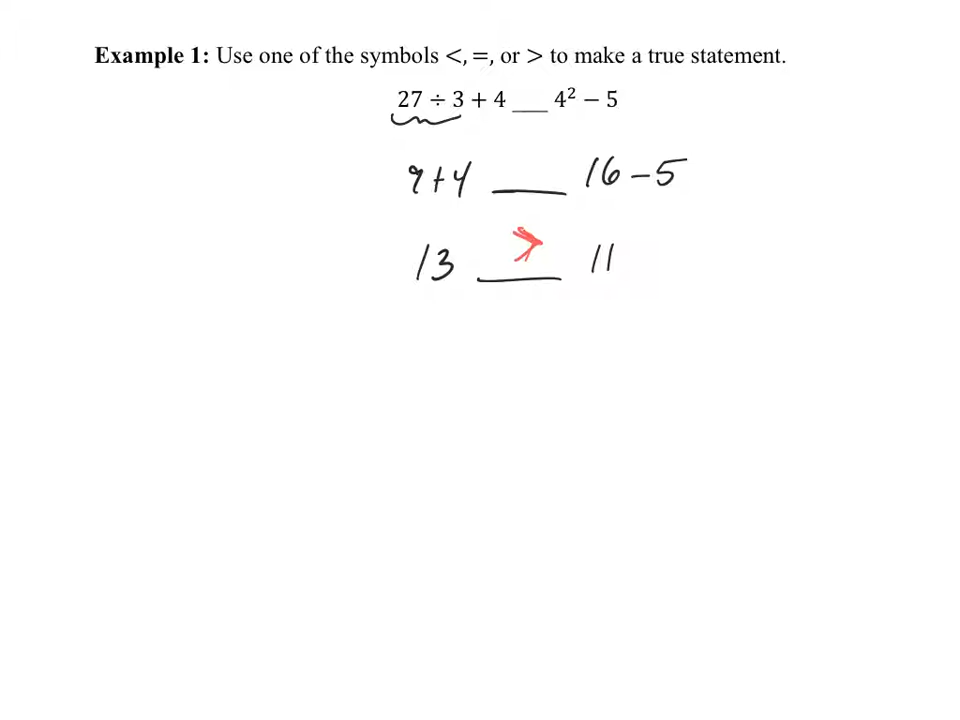 Example 1: Use one of the symbols <, =, or > to make a true statement.
27 ÷ 3 + 4 ___ 4² − 5
9+4 ___ 16-5
13 > 11